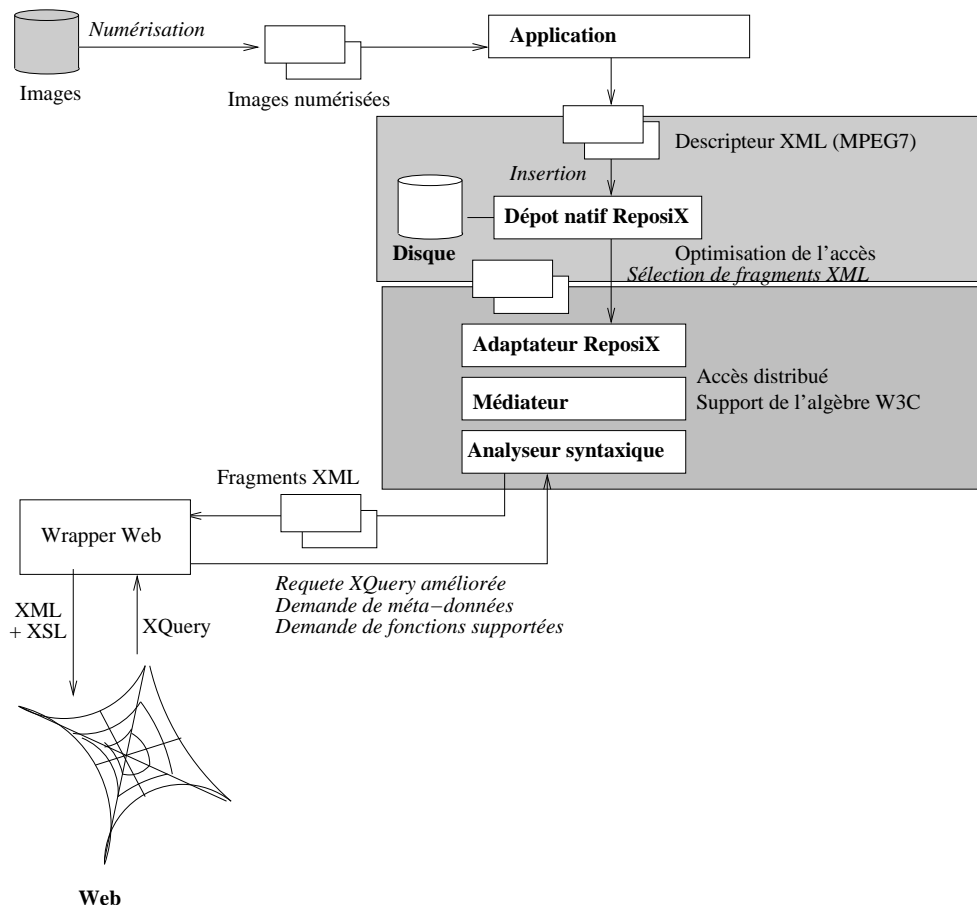 Numérisation
Application
Images
Images numérisées
Descripteur XML (MPEG7)
Insertion
Dépot natif ReposiX
Disque
Optimisation de l'accès
Sélection de fragments XML
Adaptateur ReposiX
Accès distribué
Médiateur
Support de l'algèbre W3C
Analyseur syntaxique
Fragments XML
Wrapper Web
Requete XQuery améliorée
Demande de méta−données
Demande de fonctions supportées
XML
+ XSL
XQuery
Web